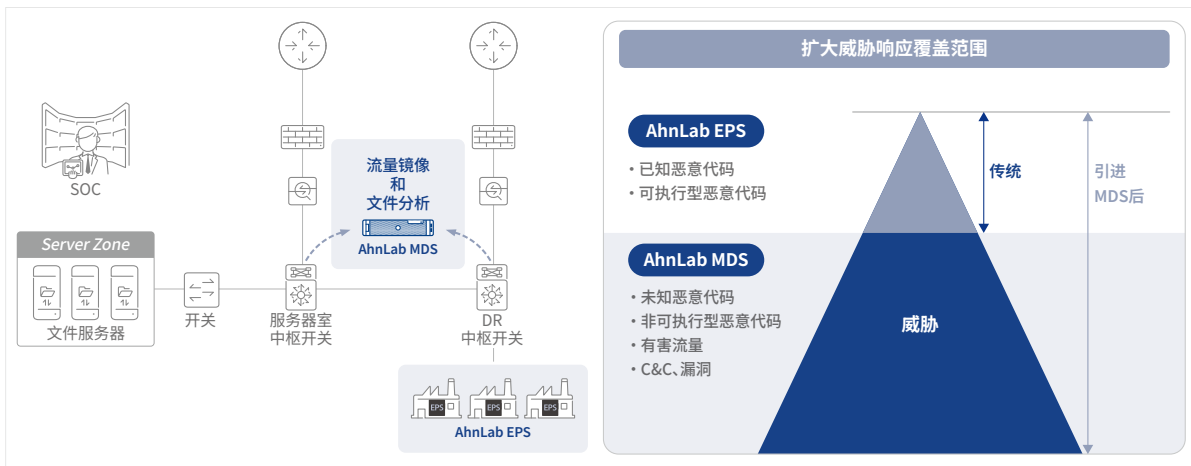 SOC
Server Zone
文件服务器
开关
服务器室
中枢开关
流量镜像
和
文件分析
AhnLab MDS
DR
中枢开关
EPS
EPS
EPS
AhnLab EPS
扩大威胁响应覆盖范围
AhnLab EPS
・已知恶意代码
・可执行型恶意代码
传统
引进
MDS后
AhnLab MDS
・未知恶意代码
・非可执行型恶意代码
・有害流量
・C&C、漏洞
威胁